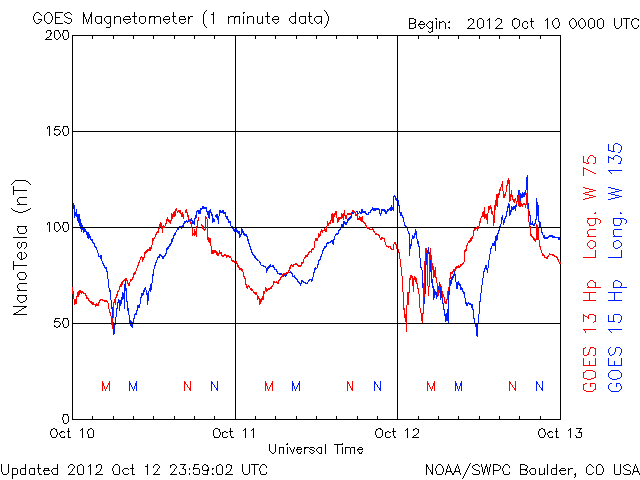 GOES Magnetometer (1 minute data)
Begin: 2012 Oct 10 0000 UTC
200
150
100
50
0
NanoTesla (nT)
M M N N M M N N M M N N
Oct 10 Oct 11 Oct 12 Oct 13
Universal Time
GOES 13 Hp Long. W 75
GOES 15 Hp Long. W 135
Updated 2012 Oct 12 23:59:02 UTC
NOAA/SWPC Boulder, CO USA